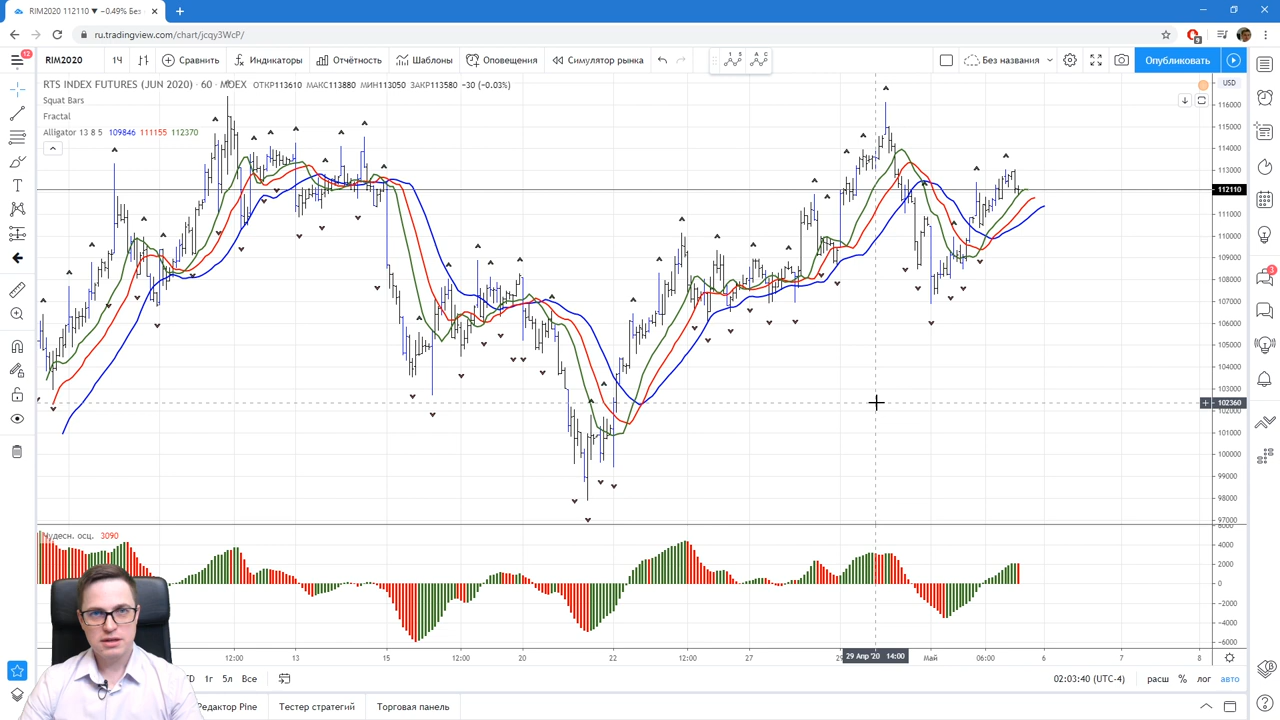 RIM2020 112110 ▼ −0.49% Без
ru.tradingview.com/chart/jcqy3WcP/
12 RIM2020 1Ч Сравнить Индикаторы Отчётность Шаблоны Оповещения Симулятор рынка 1 5 A C Без названия Опубликовать
RTS INDEX FUTURES (JUN 2020) · 60 · MOEX ОТКР113610 МАКС113880 МИН113050 ЗАКР113580 −30 (−0.03%)
Squat Bars
Fractal
Alligator 13 8 5 109846 111155 112370
USD
116000
115000
114000
113000
112110
111000
110000
109000
108000
107000
106000
105000
104000
103000
102360
102000
101000
100000
99000
98000
97000
Чудесн. осц. 3090
6000
4000
2000
0
−2000
−4000
−6000
12:00 13 15 12:00 20 22 12:00 27 29 Апр '20 14:00 Май 06:00 6 7 8
1г 5л Все 02:03:40 (UTC-4) % лог авто
расш
Редактор Pine Тестер стратегий Торговая панель
3